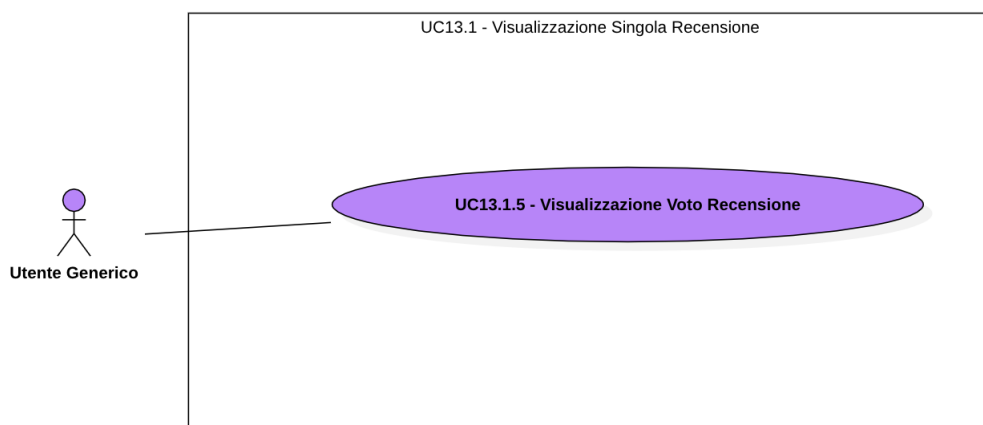 UC13.1 - Visualizzazione Singola Recensione
UC13.1.5 - Visualizzazione Voto Recensione
Utente Generico